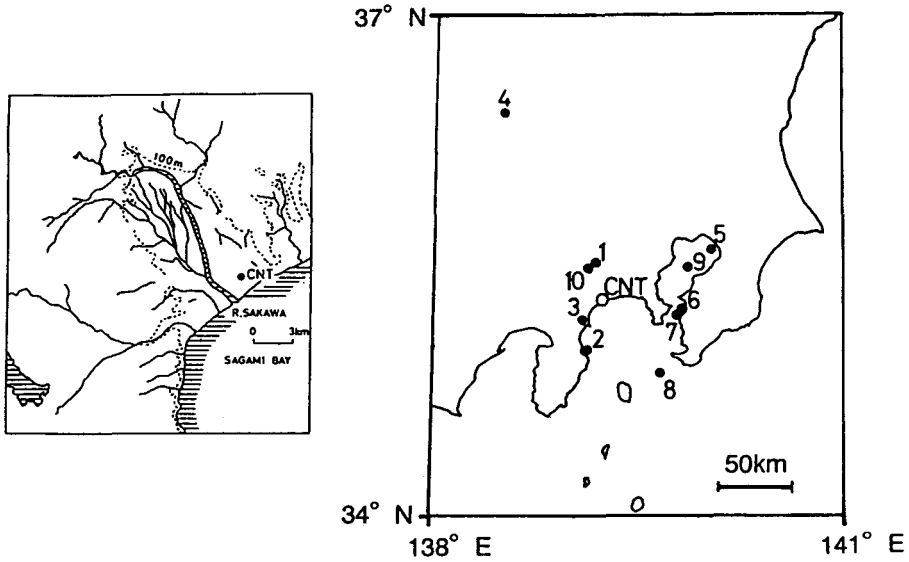 100m
CNT
R.SAKAWA
0 3km
SAGAMI BAY
37° N
4
1
10
5
9
CNT
6
3
7
2
8
50km
34° N
138° E
141° E